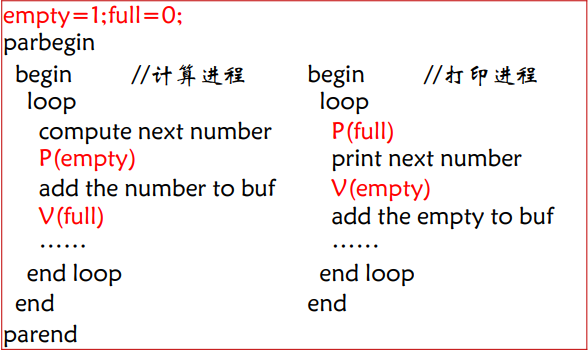 empty=1;full=0;
parbegin
begin //计算进程 begin //打印进程
loop loop
compute next number P(full)
P(empty) print next number
add the number to buf V(empty)
V(full) add the empty to buf
…… ……
end loop end loop
end end
parend